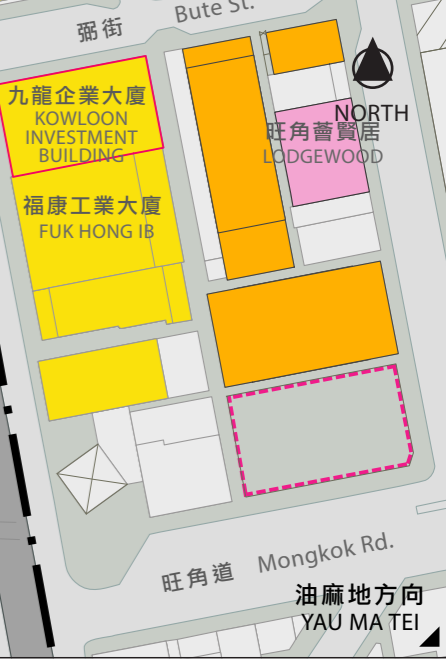 弼街
Bute St.
九龍企業大廈
KOWLOON
INVESTMENT
BUILDING
NORTH
旺角薈賢居
LODGEWOOD
福康工業大廈
FUK HONG IB
旺角道 Mongkok Rd.
油麻地方向
YAU MA TEI